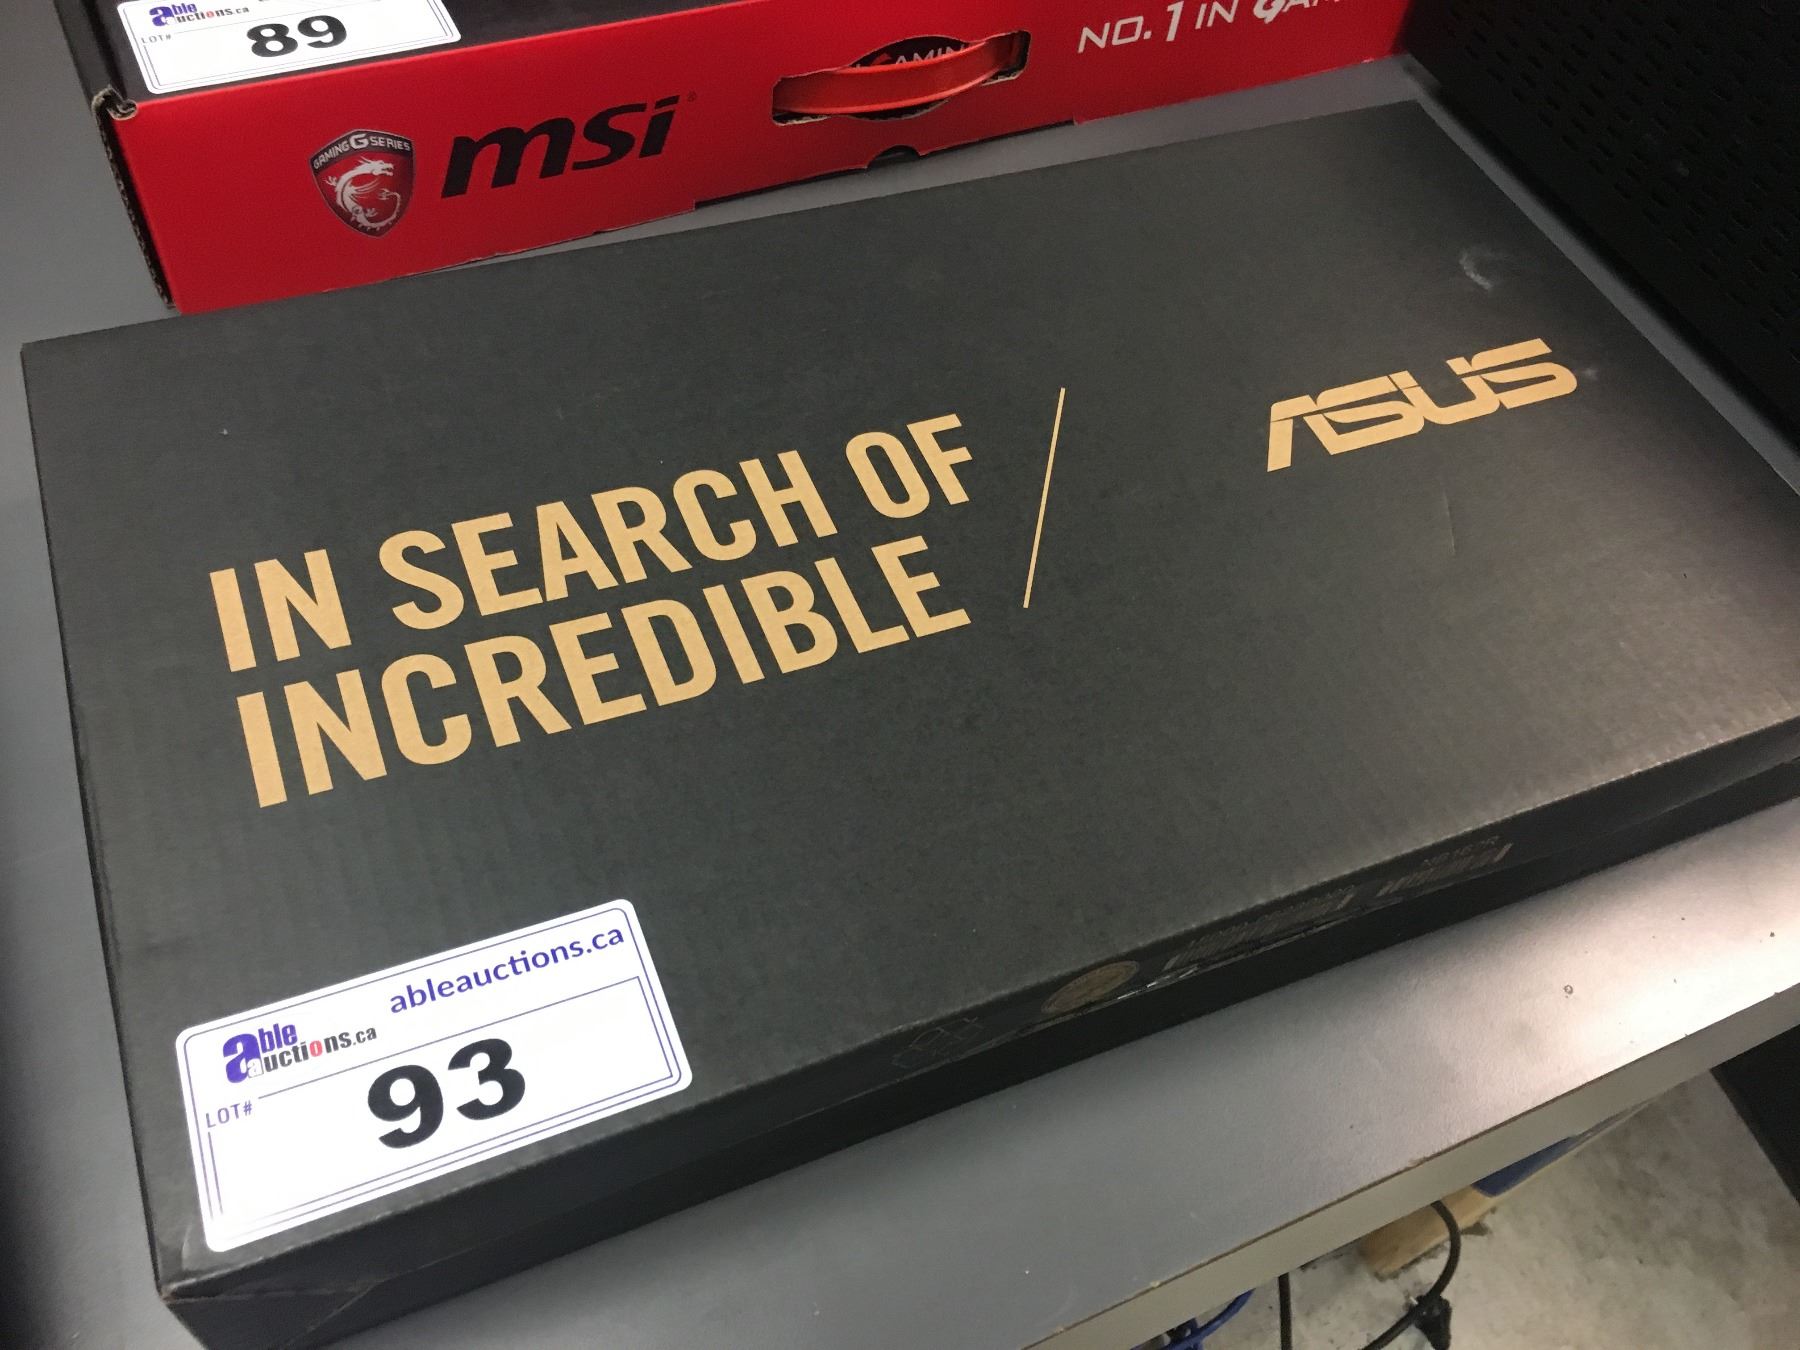 able
auctions.ca
LOT#
89
GAMING G SERIES
msi
NO.1 IN
IN SEARCH OF
INCREDIBLE
ASUS
ableauctions.ca
able
auctions.ca
LOT#
93